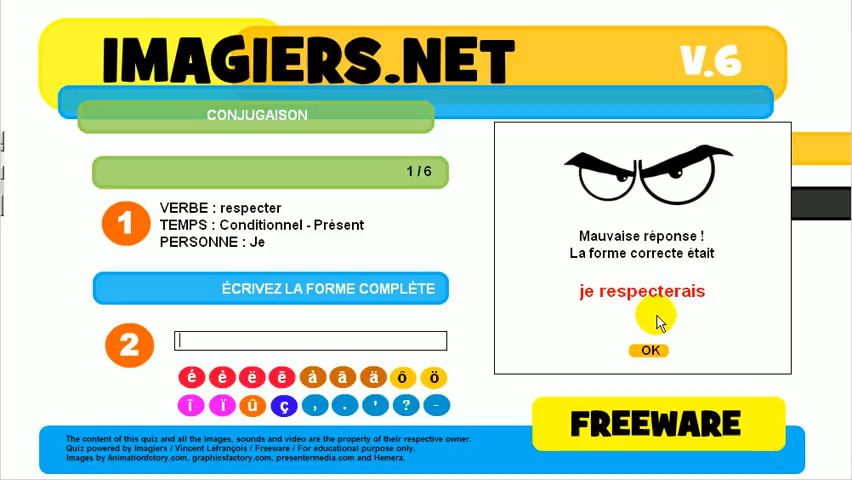 IMAGIERS.NET
V.6
CONJUGAISON
1 / 6
1
VERBE : respecter
TEMPS : Conditionnel - Présent
PERSONNE : Je
ÉCRIVEZ LA FORME COMPLÈTE
2
Mauvaise réponse !
La forme correcte était
je respecterais
OK
é è ë ê à â ä ô ö
î ï û ç , . ' ? -
FREEWARE
The content of this quiz and all the images, sounds and video are the property of their respective owner.
Quiz powered by Imagiers / Vincent Lefrançois / Freeware / For educational purpose only.
Images by Animationfctory.com, graphicsfactory.com, presentermedia.com and Hemera.